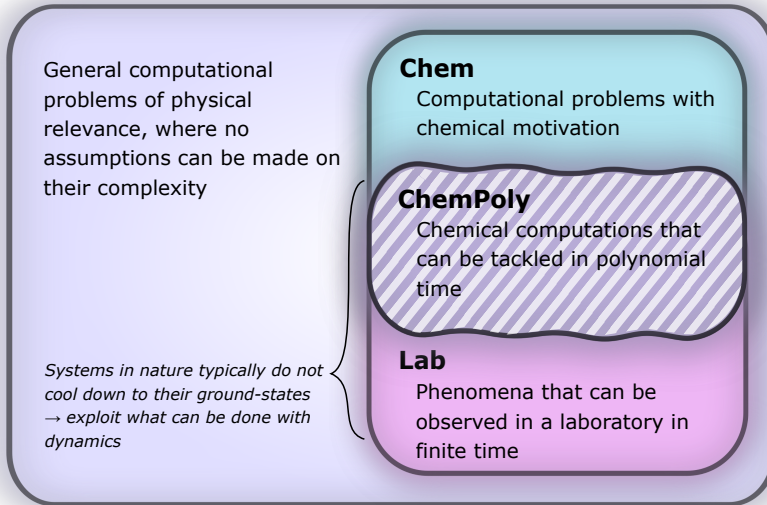 General computational
problems of physical
relevance, where no
assumptions can be made on
their complexity
Chem
Computational problems with
chemical motivation
ChemPoly
Chemical computations that
can be tackled in polynomial
time
Systems in nature typically do not
cool down to their ground-states
→ exploit what can be done with
dynamics
Lab
Phenomena that can be
observed in a laboratory in
finite time